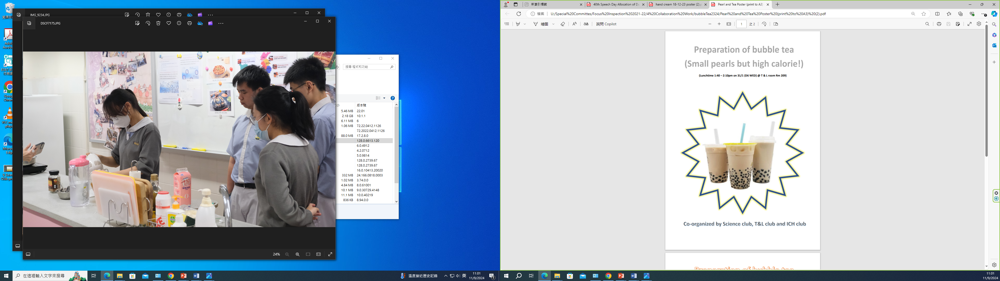 IMG_9234.JPG
DSCF7175.JPG
24%
搜尋 程式和功能
版本號
5.46 MB 22.01
2.18 GB 10.1.1
6.11 MB 6
1.06 MB 72.22.0412.1126
72.2022.0412.1126
88.0 MB 17.2.8.0
128.0.6613.120
6.0.4912
4.2.0712
5.0.9814
128.0.2739.67
128.0.2739.67
16.0.10413.20020
332 MB 24.166.0818.0003
1.02 MB 3.74.0.0
4.84 MB 8.0.61001
10.1 MB 9.0.30729.4148
11.1 MB 10.0.40219
836 KB 8.94.0.0
在這裡輸入文字來搜尋
溫度接近歷史記錄
英
11:01
11/9/2024
新索引標籤
40th Speech Day Allocation of Du
hand cream 18-12-23 poster (2).p
Pearl and Tea Poster (print to A3)
檔案
U:/Special%20Committes/Focus%20Inspection%202021-22/4%20Collaboration%20Work/bubbleTea2324/Pearl%20and%20Tea%20Poster%20(print%20to%20A3)%20(2).pdf
繪圖
詢問 Copilot
1 之 2
Preparation of bubble tea
(Small pearls but high calorie!)
(Lunchtime 1:40 – 2:10pm on 31/1 (D6 WED) @ T & L room Rm 209)
Co-organized by Science club, T&L club and ICH club
Preparation of bubble tea
11:01
11/9/2024